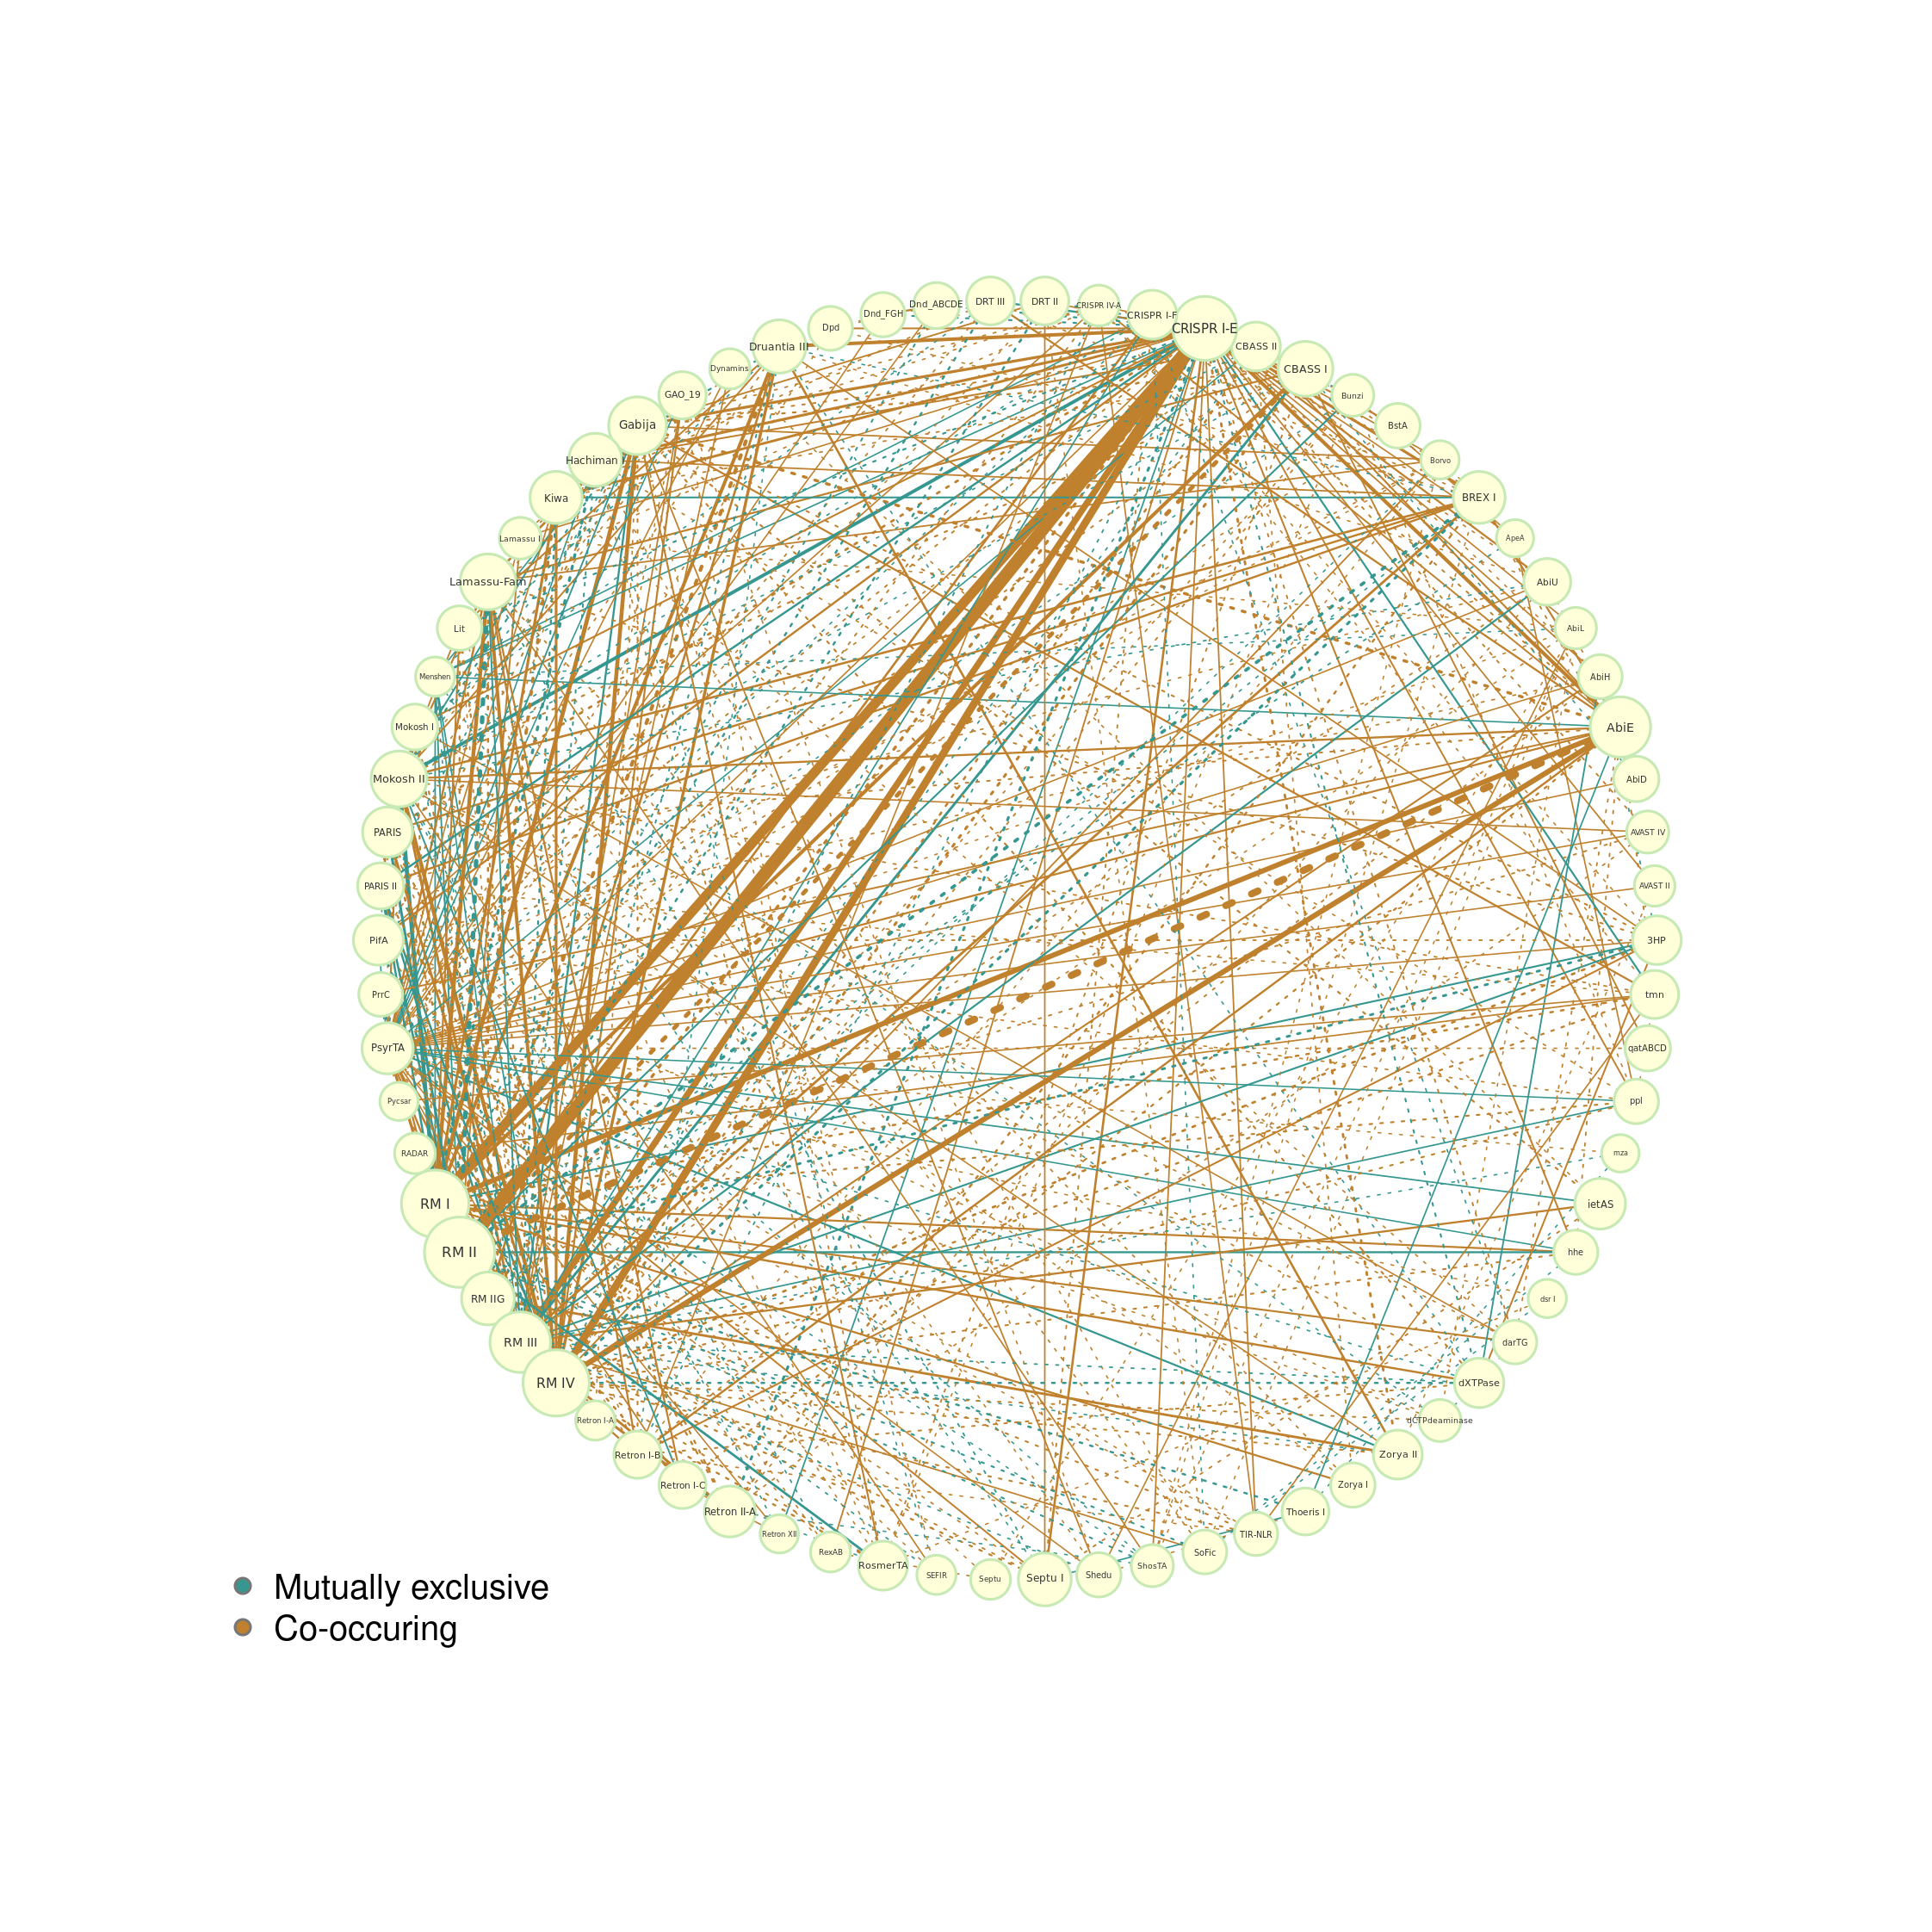 DRT III
DRT II
CRISPR IV-A
CRISPR I-F
CRISPR I-E
CBASS II
CBASS I
Bunzi
BstA
Borvo
BREX I
ApeA
AbiU
AbiL
AbiH
AbiE
AbiD
AVAST IV
AVAST II
3HP
tmn
qatABCD
ppl
mza
ietAS
hhe
dsr I
darTG
dXTPase
dCTPdeaminase
Zorya II
Zorya I
Thoeris I
TIR-NLR
SoFic
ShosTA
Shedu
Septu I
Septu
SEFIR
RosmerTA
RexAB
Retron XII
Retron II-A
Retron I-C
Retron I-B
Retron I-A
RM IV
RM III
RM IIG
RM II
RM I
RADAR
Pycsar
PsyrTA
PrrC
PifA
PARIS II
PARIS
Mokosh II
Mokosh I
Menshen
Lit
Lamassu-Fam
Lamassu I
Kiwa
Hachiman
Gabija
GAO_19
Dynamins
Druantia III
Dpd
Dnd_FGH
Dnd_ABCDE
Mutually exclusive
Co-occuring